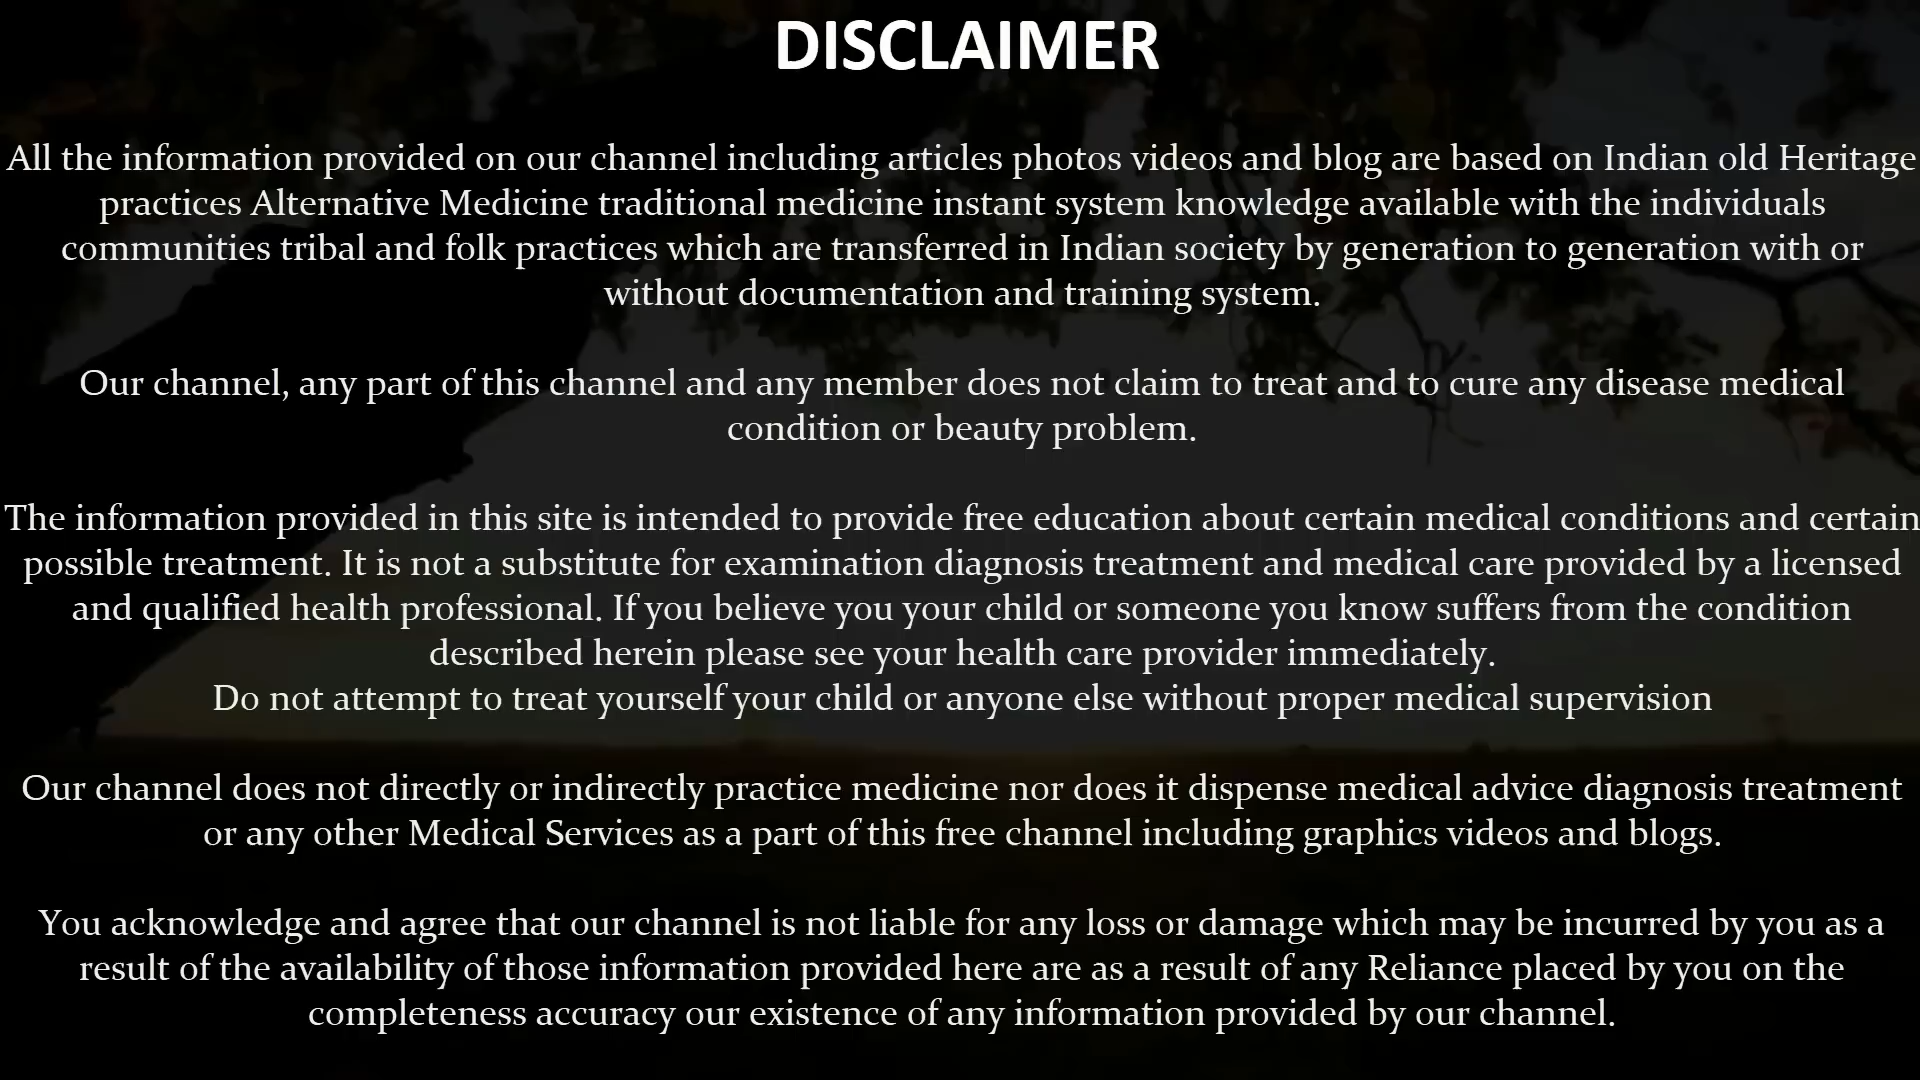 DISCLAIMER
All the information provided on our channel including articles photos videos and blog are based on Indian old Heritage
practices Alternative Medicine traditional medicine instant system knowledge available with the individuals
communities tribal and folk practices which are transferred in Indian society by generation to generation with or
without documentation and training system.
Our channel, any part of this channel and any member does not claim to treat and to cure any disease medical
condition or beauty problem.
The information provided in this site is intended to provide free education about certain medical conditions and certain
possible treatment. It is not a substitute for examination diagnosis treatment and medical care provided by a licensed
and qualified health professional. If you believe you your child or someone you know suffers from the condition
described herein please see your health care provider immediately.
Do not attempt to treat yourself your child or anyone else without proper medical supervision
Our channel does not directly or indirectly practice medicine nor does it dispense medical advice diagnosis treatment
or any other Medical Services as a part of this free channel including graphics videos and blogs.
You acknowledge and agree that our channel is not liable for any loss or damage which may be incurred by you as a
result of the availability of those information provided here are as a result of any Reliance placed by you on the
completeness accuracy our existence of any information provided by our channel.